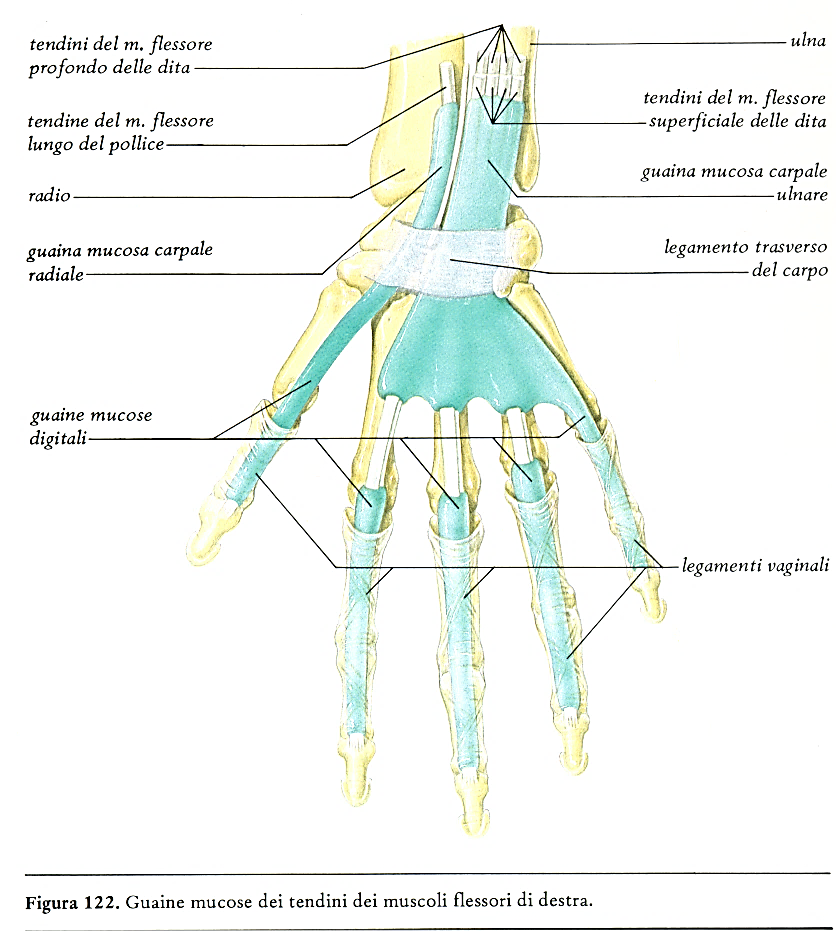 tendini del m. flessore
profondo delle dita
tendine del m. flessore
lungo del pollice
radio
guaina mucosa carpale
radiale
guaine mucose
digitali
ulna
tendini del m. flessore
superficiale delle dita
guaina mucosa carpale
ulnare
legamento trasverso
del carpo
legamenti vaginali
Figura 122. Guaine mucose dei tendini dei muscoli flessori di destra.